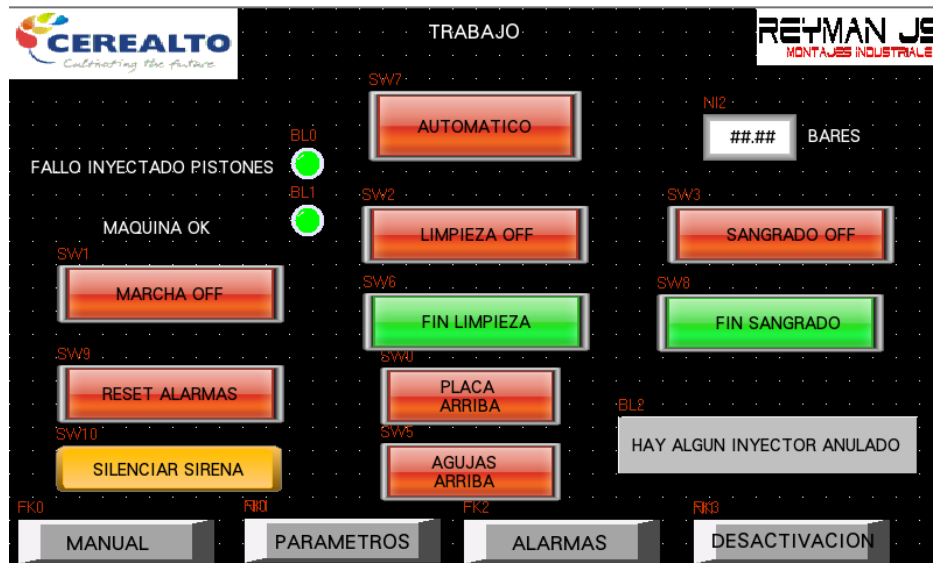 CEREALTO
Cultivating the future
TRABAJO
REYMAN JS
MONTAJES INDUSTRIALE
SW7
AUTOMATICO
NI2
##.##
BARES
BL0
FALLO INYECTADO PISTONES
BL1
MAQUINA OK
SW2
LIMPIEZA OFF
SW3
SANGRADO OFF
SW1
MARCHA OFF
SW6
FIN LIMPIEZA
SW8
FIN SANGRADO
SW9
RESET ALARMAS
SW0
PLACA
ARRIBA
BL2
HAY ALGUN INYECTOR ANULADO
SW10
SILENCIAR SIRENA
SW5
AGUJAS
ARRIBA
FK0
MANUAL
PARAMETROS
FK2
ALARMAS
DESACTIVACION